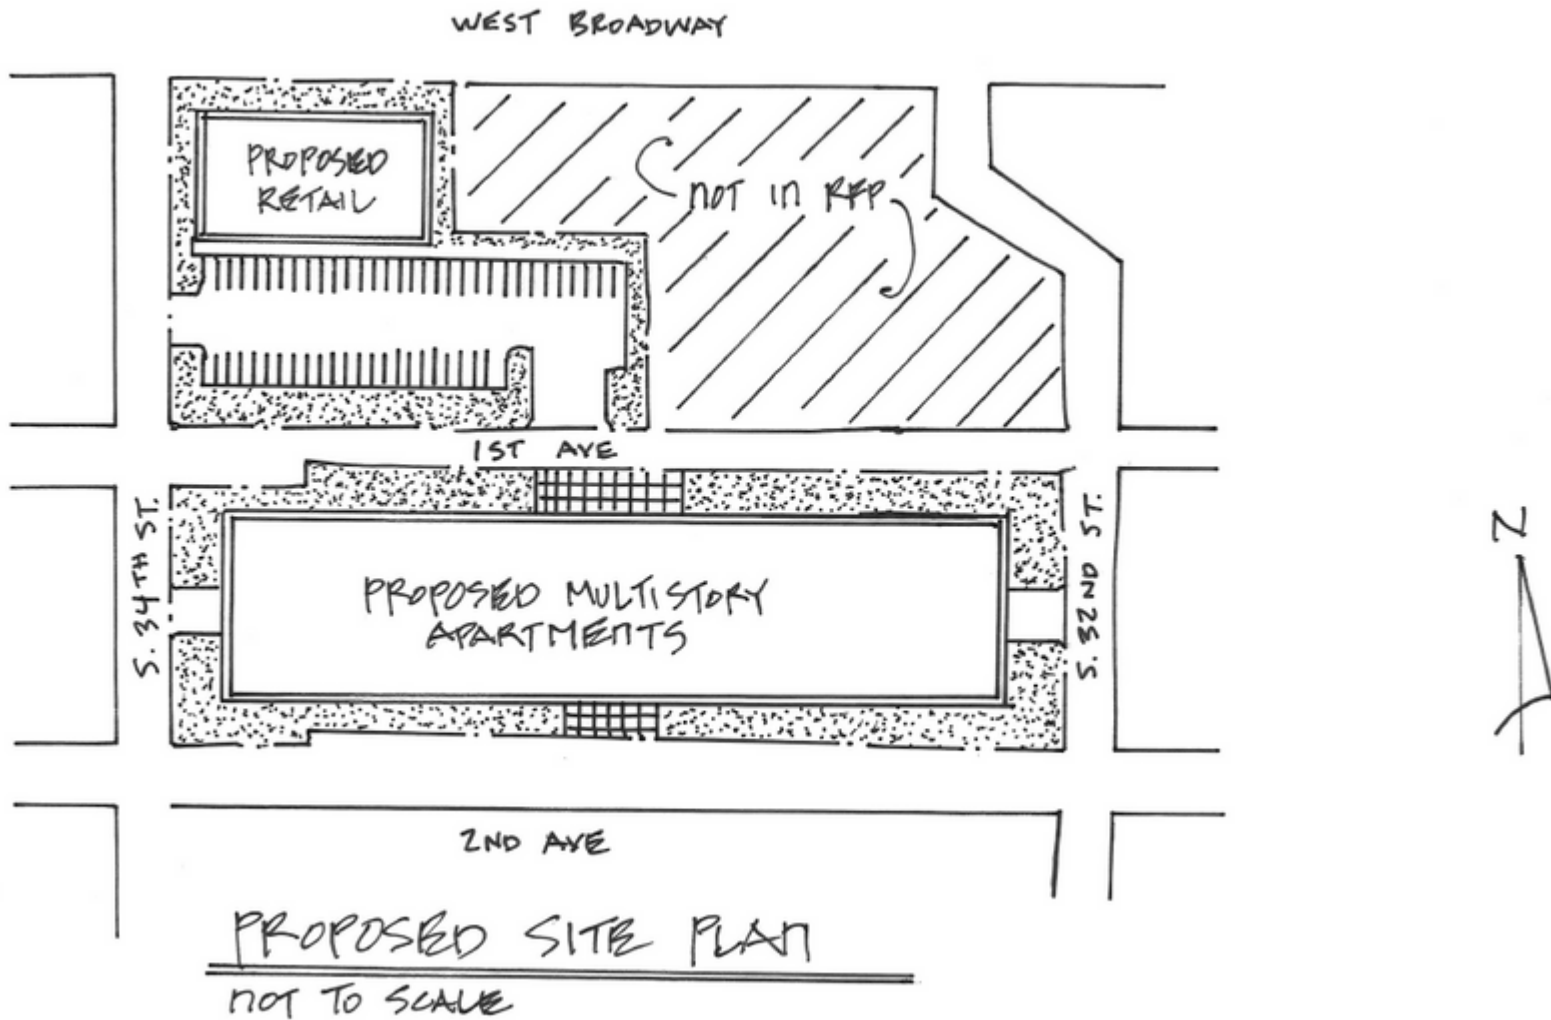 WEST BROADWAY
PROPOSED
RETAIL
NOT IN RFP
1ST AVE
S. 34TH ST.
PROPOSED MULTISTORY
APARTMENTS
S. 32ND ST.
N
2ND AVE
PROPOSED SITE PLAN
NOT TO SCALE